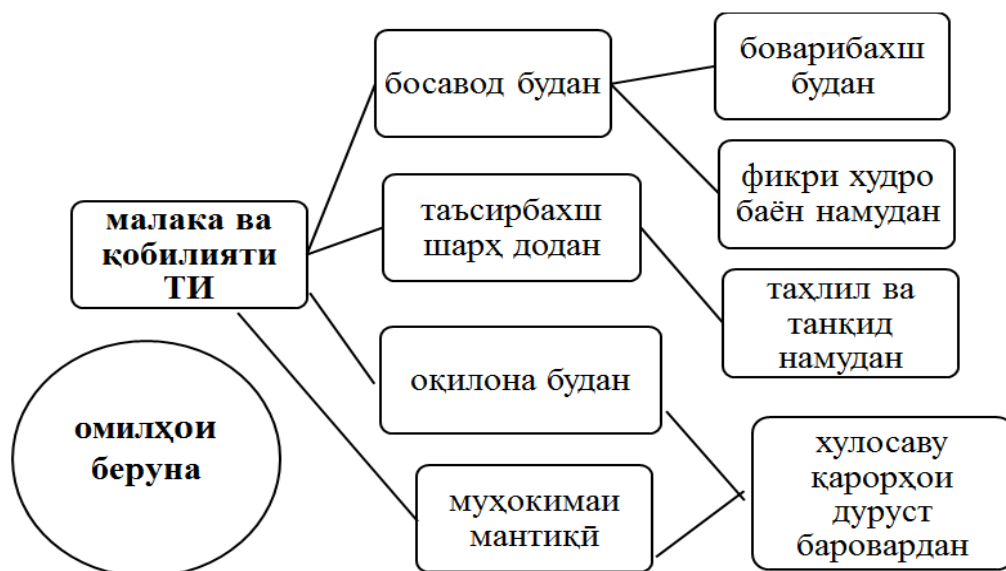 малака ва
қобилияти
ТИ
омилҳои
беруна
босавод будан
таъсирбахш
шарҳ додан
оқилона будан
муҳокимаи
мантиқӣ
боварибахш
будан
фикри худро
баён намудан
таҳлил ва
танқид
намудан
хулосаву
қарорҳои
дуруст
баровардан